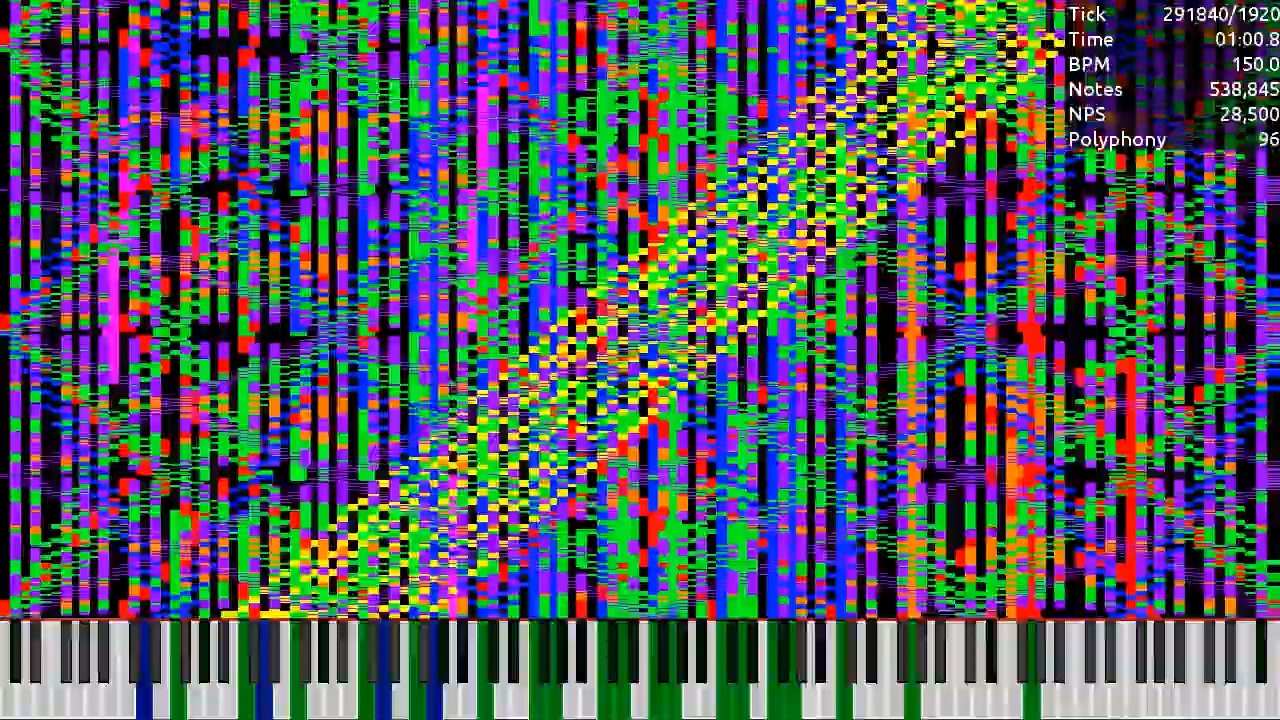 Tick 291840/1920
Time 01:00.8
BPM 150.0
Notes 538,845
NPS 28,500
Polyphony 96